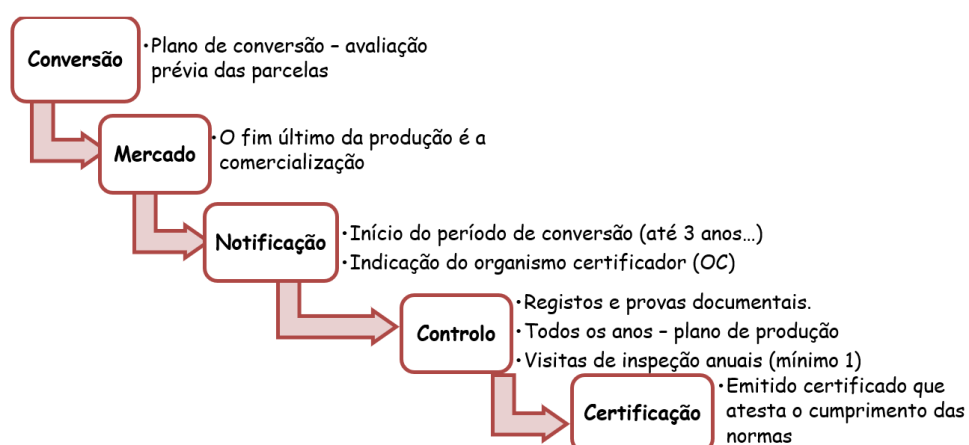 Conversão
•Plano de conversão – avaliação
prévia das parcelas
Mercado
•O fim último da produção é a
comercialização
Notificação
•Início do período de conversão (até 3 anos…)
•Indicação do organismo certificador (OC)
Controlo
•Registos e provas documentais.
•Todos os anos – plano de produção
•Visitas de inspeção anuais (mínimo 1)
Certificação
•Emitido certificado que
atesta o cumprimento das
normas